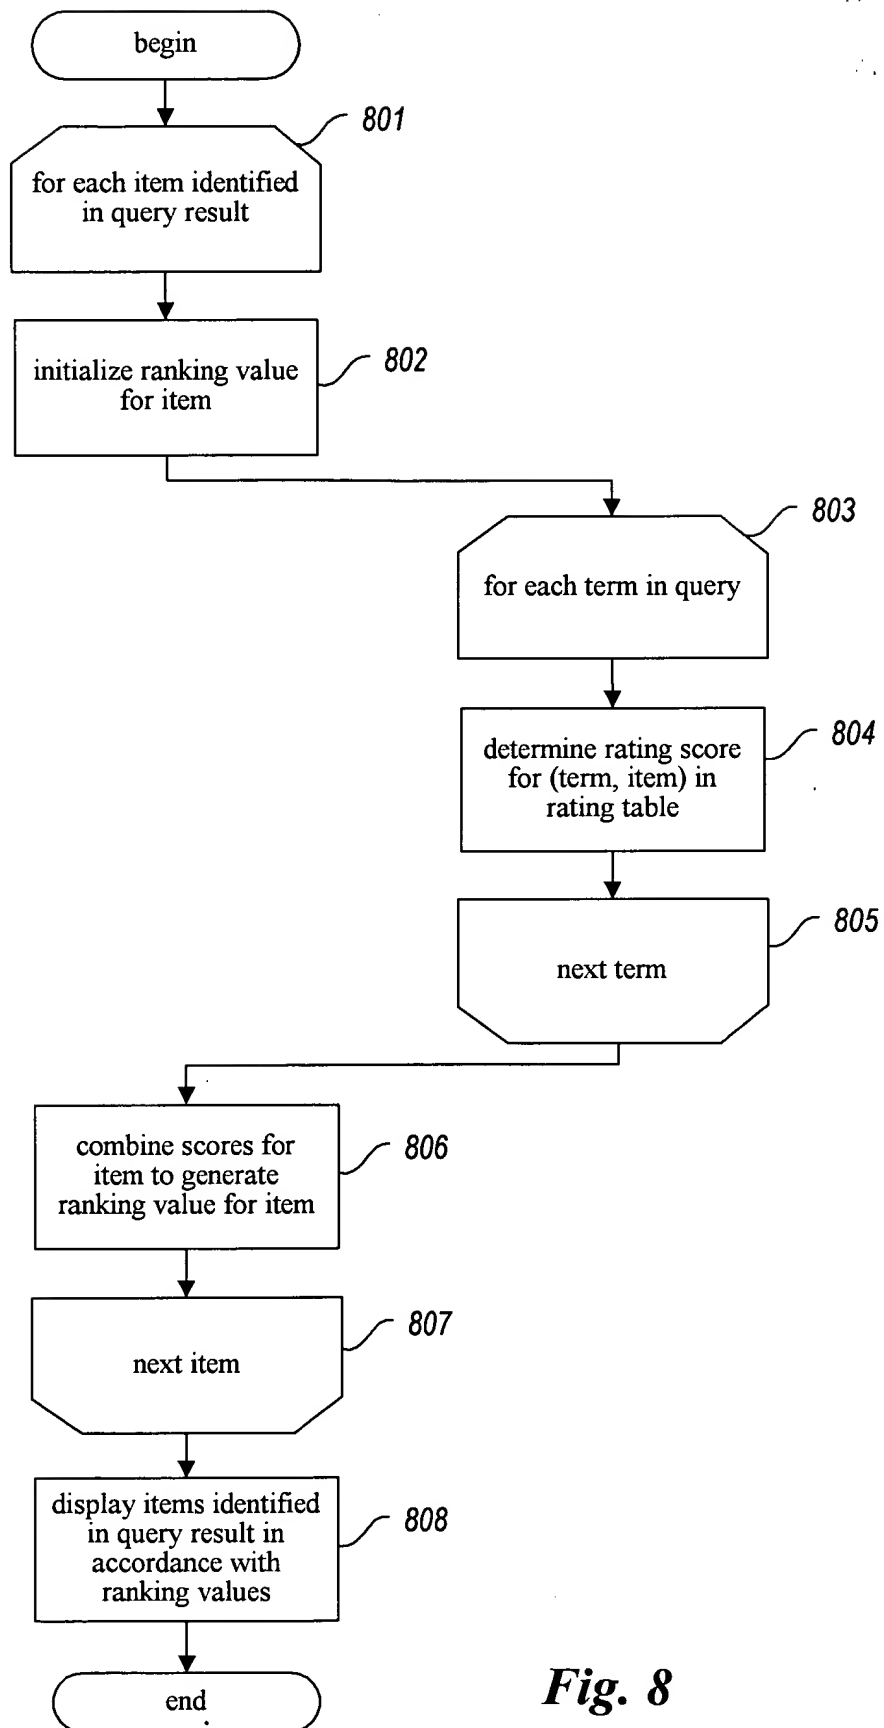 begin
801
for each item identified
in query result
802
initialize ranking value
for item
803
for each term in query
804
determine rating score
for (term, item) in
rating table
805
next term
806
combine scores for
item to generate
ranking value for item
807
next item
808
display items identified
in query result in
accordance with
ranking values
end
Fig. 8